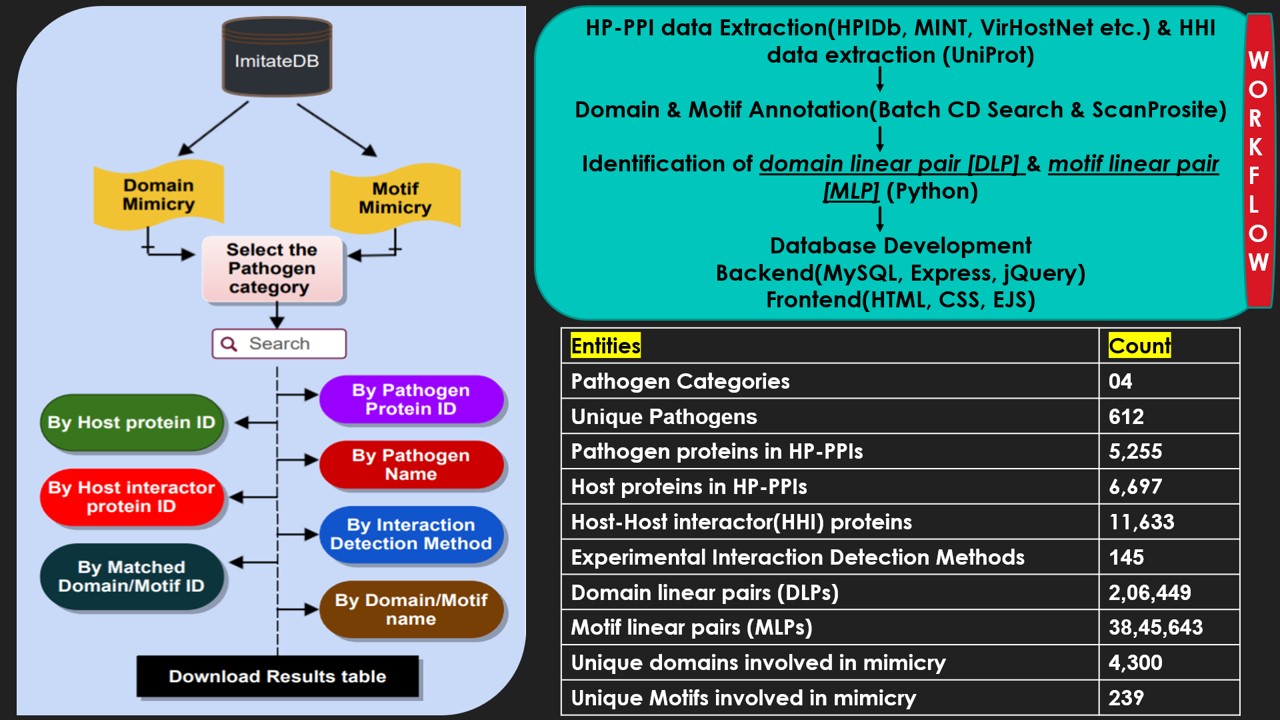 ImitateDB
Domain
Mimicry
Motif
Mimicry
Select the
Pathogen
category
Search
By Pathogen
Protein ID
By Host protein ID
By Pathogen
Name
By Host interactor
protein ID
By Interaction
Detection Method
By Matched
Domain/Motif ID
By Domain/Motif
name
Download Results table
HP-PPI data Extraction(HPIDb, MINT, VirHostNet etc.) & HHI
data extraction (UniProt)
Domain & Motif Annotation(Batch CD Search & ScanProsite)
Identification of domain linear pair [DLP] & motif linear pair
[MLP] (Python)
Database Development
Backend(MySQL, Express, jQuery)
Frontend(HTML, CSS, EJS)
WORKFLOW
Entities Count
Pathogen Categories 04
Unique Pathogens 612
Pathogen proteins in HP-PPIs 5,255
Host proteins in HP-PPIs 6,697
Host-Host interactor(HHI) proteins 11,633
Experimental Interaction Detection Methods 145
Domain linear pairs (DLPs) 2,06,449
Motif linear pairs (MLPs) 38,45,643
Unique domains involved in mimicry 4,300
Unique Motifs involved in mimicry 239